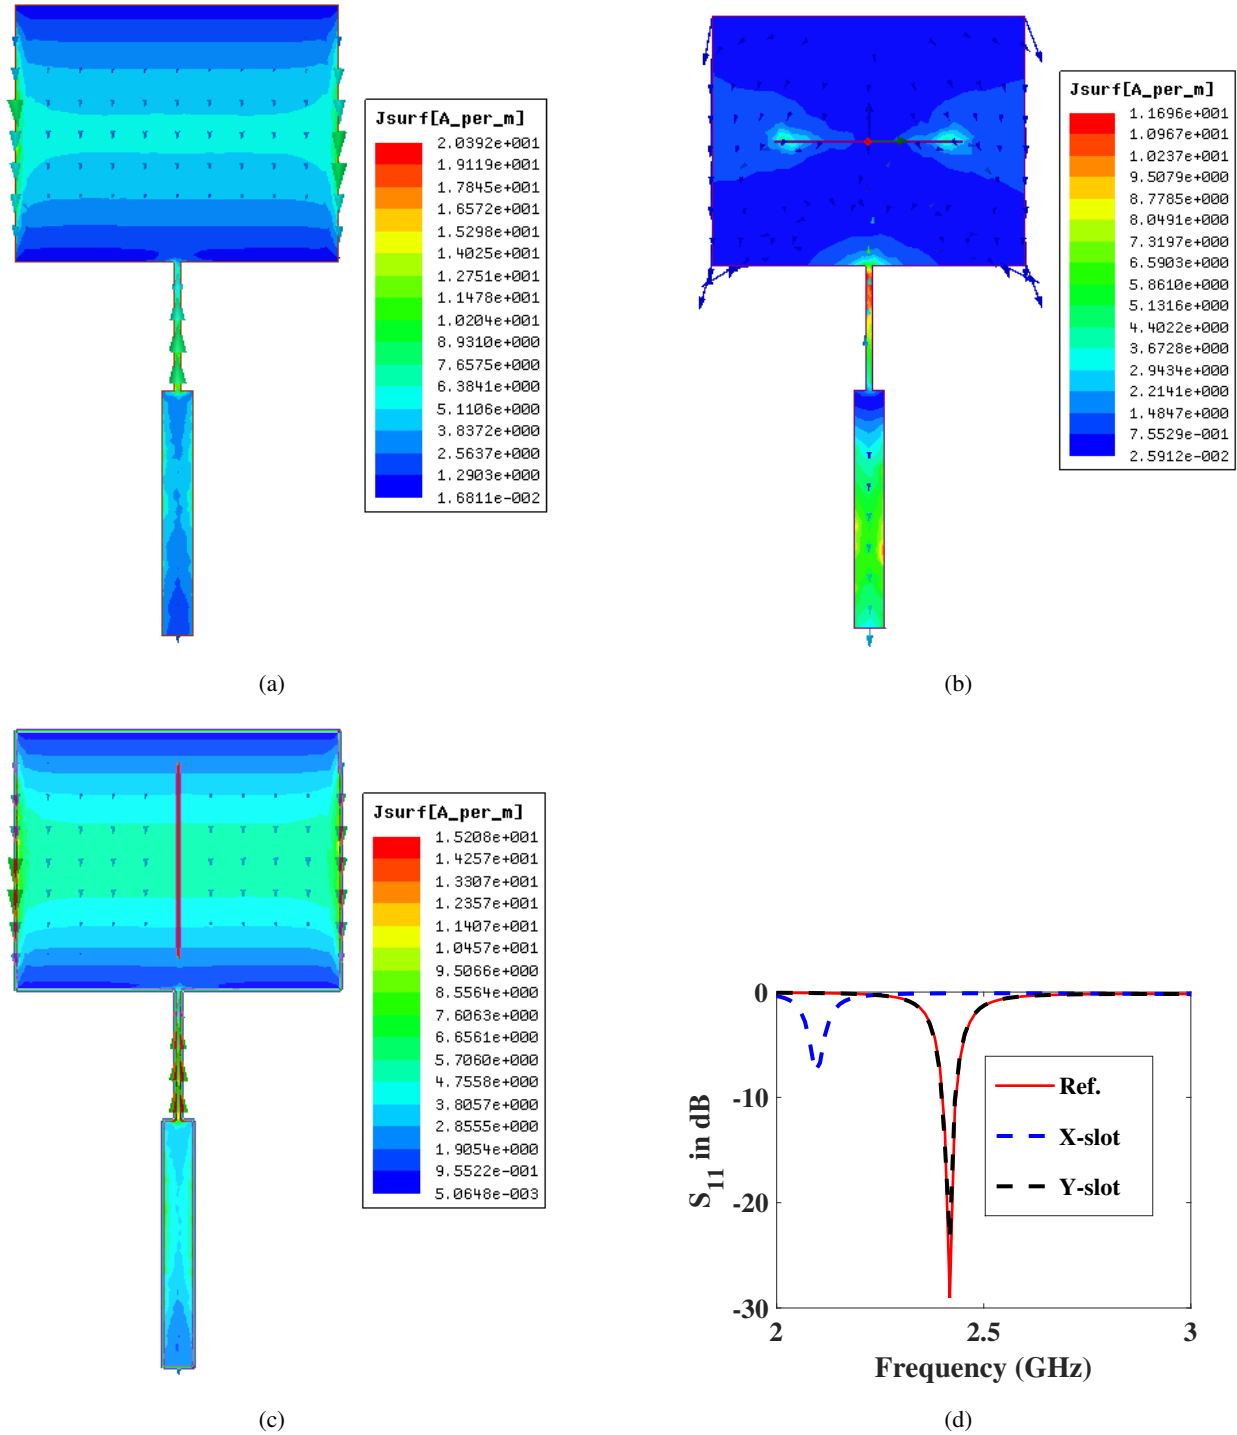 Jsurf[A_per_m]
2.0392e+001
1.9119e+001
1.7845e+001
1.6572e+001
1.5298e+001
1.4025e+001
1.2751e+001
1.1478e+001
1.0204e+001
8.9310e+000
7.6575e+000
6.3841e+000
5.1106e+000
3.8372e+000
2.5637e+000
1.2903e+000
1.6811e-002
(a)
Jsurf[A_per_m]
1.1696e+001
1.0967e+001
1.0237e+001
9.5079e+000
8.7785e+000
8.0491e+000
7.3197e+000
6.5903e+000
5.8610e+000
5.1316e+000
4.4022e+000
3.6728e+000
2.9434e+000
2.2141e+000
1.4847e+000
7.5529e-001
2.5912e-002
(b)
Jsurf[A_per_m]
1.5208e+001
1.4257e+001
1.3307e+001
1.2357e+001
1.1407e+001
1.0457e+001
9.5066e+000
8.5564e+000
7.6063e+000
6.6561e+000
5.7060e+000
4.7558e+000
3.8057e+000
2.8555e+000
1.9054e+000
9.5522e-001
5.0648e-003
(c)
0
-10
-20
-30
S11 in dB
Ref.
X-slot
Y-slot
2 2.5 3
Frequency (GHz)
(d)